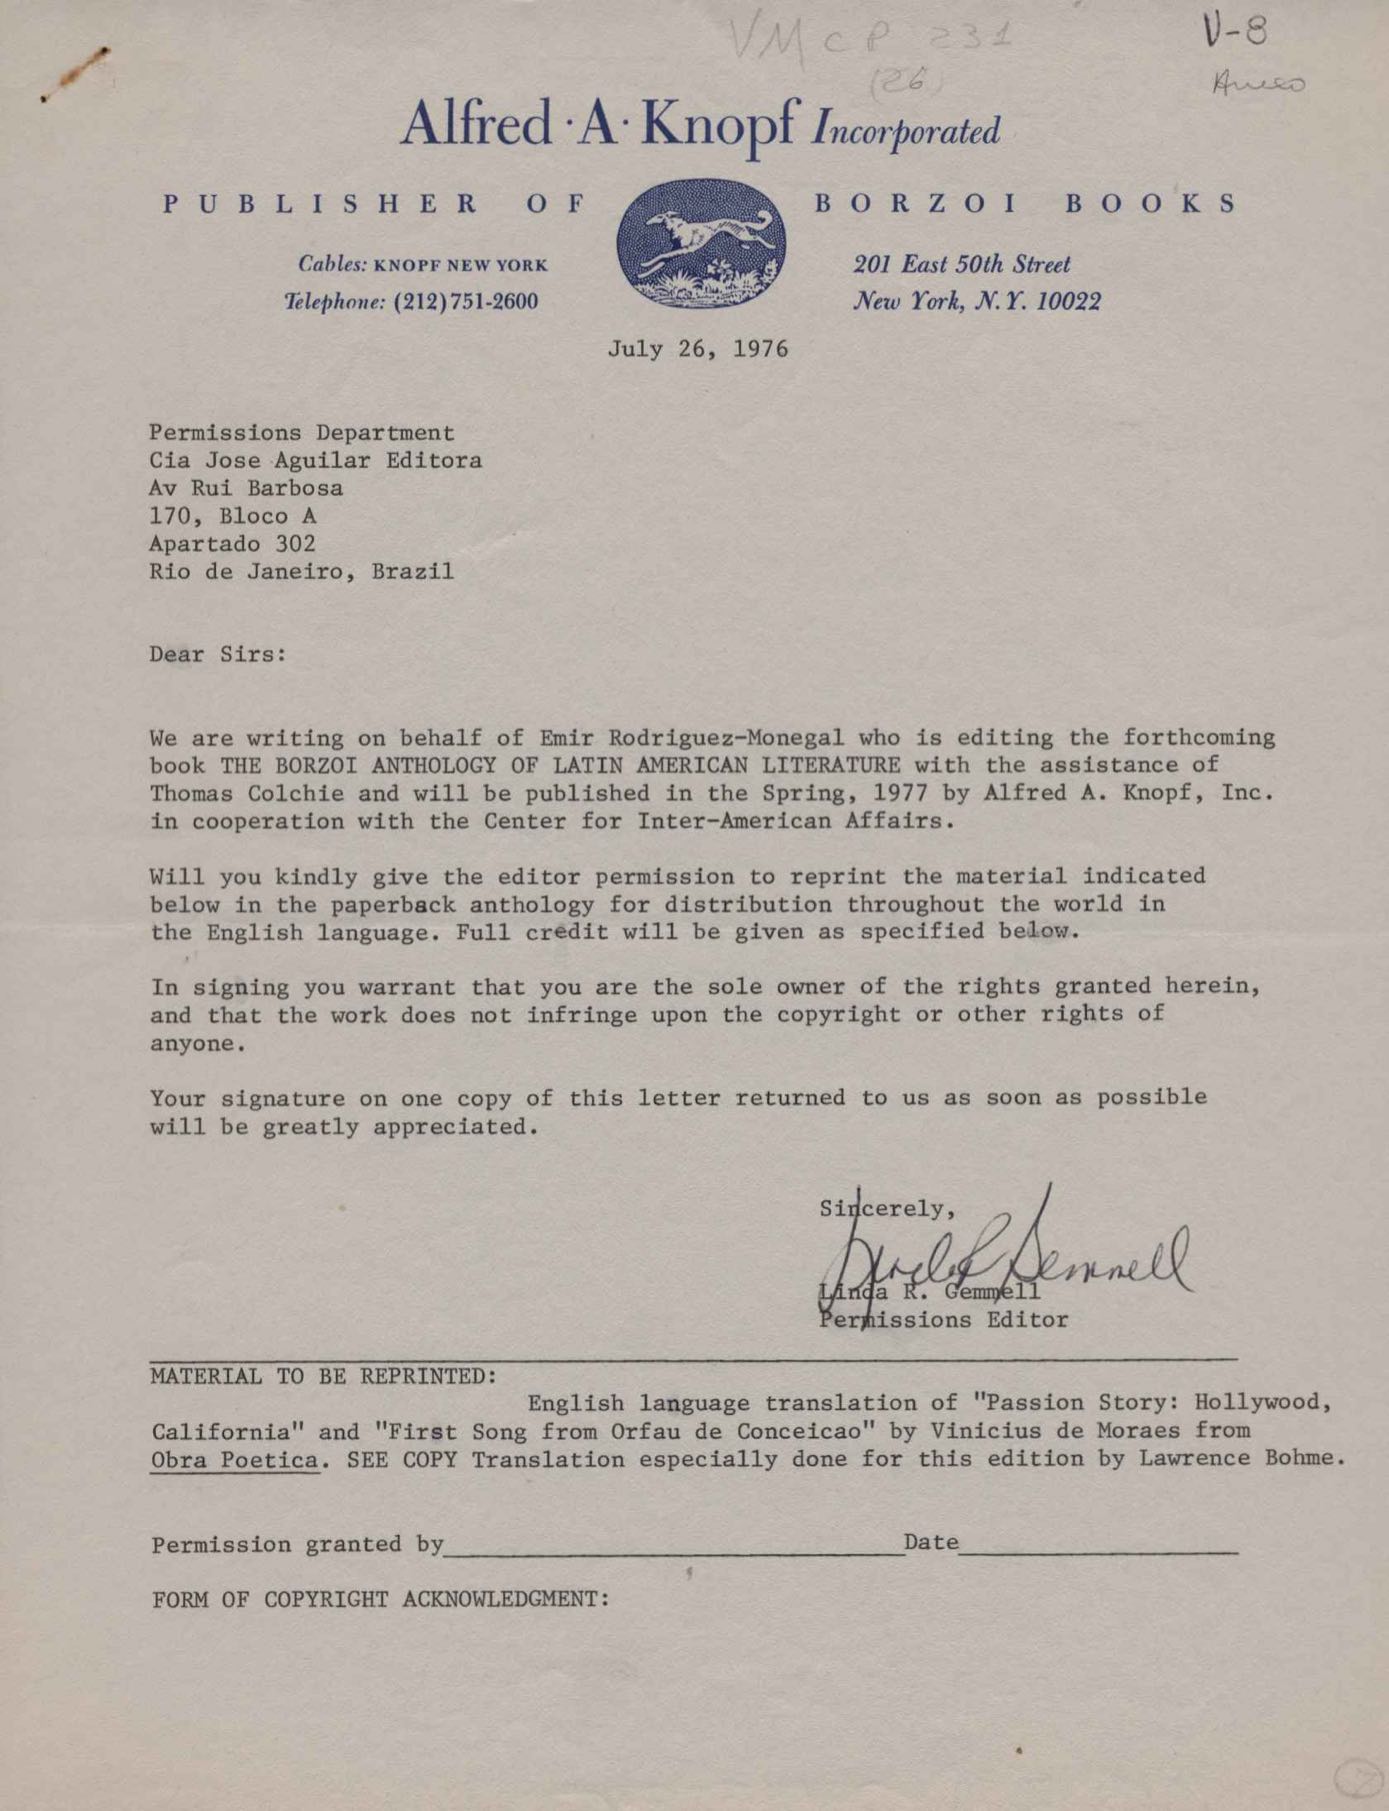 VMcP 231
(26)
V-8
Anexo
Alfred · A · Knopf Incorporated
PUBLISHER OF BORZOI BOOKS
Cables: KNOPF NEW YORK
Telephone: (212) 751-2600
201 East 50th Street
New York, N.Y. 10022
July 26, 1976
Permissions Department
Cia Jose Aguilar Editora
Av Rui Barbosa
170, Bloco A
Apartado 302
Rio de Janeiro, Brazil
Dear Sirs:
We are writing on behalf of Emir Rodriguez-Monegal who is editing the forthcoming
book THE BORZOI ANTHOLOGY OF LATIN AMERICAN LITERATURE with the assistance of
Thomas Colchie and will be published in the Spring, 1977 by Alfred A. Knopf, Inc.
in cooperation with the Center for Inter-American Affairs.
Will you kindly give the editor permission to reprint the material indicated
below in the paperback anthology for distribution throughout the world in
the English language. Full credit will be given as specified below.
In signing you warrant that you are the sole owner of the rights granted herein,
and that the work does not infringe upon the copyright or other rights of
anyone.
Your signature on one copy of this letter returned to us as soon as possible
will be greatly appreciated.
Sincerely,
Linda R Gemmell
Linda R. Gemmell
Permissions Editor
MATERIAL TO BE REPRINTED:
English language translation of "Passion Story: Hollywood,
California" and "First Song from Orfau de Conceicao" by Vinicius de Moraes from
Obra Poetica. SEE COPY Translation especially done for this edition by Lawrence Bohme.
Permission granted by Date
FORM OF COPYRIGHT ACKNOWLEDGMENT: